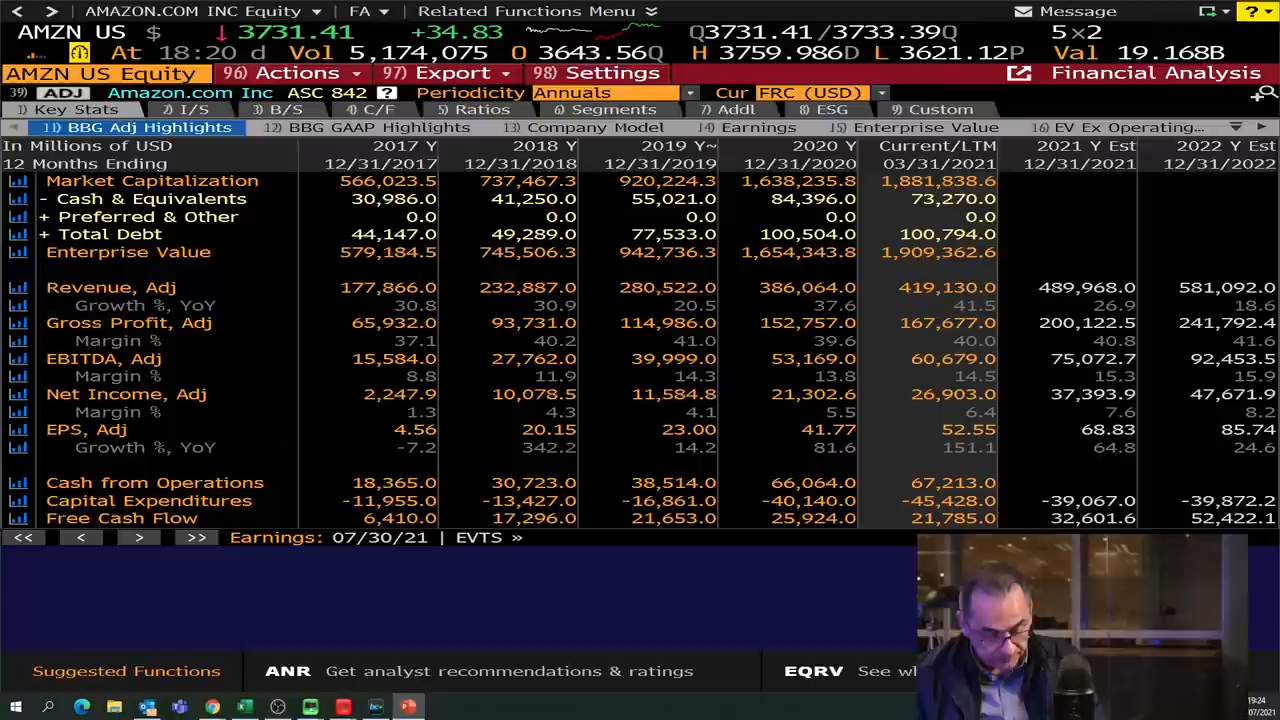 AMAZON.COM INC Equity FA Related Functions Menu Message ?
AMZN US $ 3731.41 +34.83 Q3731.41/3733.39Q 5×2
At 18:20 d Vol 5,174,075 O 3643.56Q H 3759.986D L 3621.12P Val 19.168B
AMZN US Equity 96) Actions 97) Export 98) Settings Financial Analysis
39) ADJ Amazon.com Inc ASC 842 ? Periodicity Annuals Cur FRC (USD)
1) Key Stats 2) I/S 3) B/S 4) C/F 5) Ratios 6) Segments 7) Addl 8) ESG 9) Custom
11) BBG Adj Highlights 12) BBG GAAP Highlights 13) Company Model 14) Earnings 15) Enterprise Value 16) EV Ex Operating...
In Millions of USD 2017 Y 2018 Y 2019 Y~ 2020 Y Current/LTM 2021 Y Est 2022 Y Est
12 Months Ending 12/31/2017 12/31/2018 12/31/2019 12/31/2020 03/31/2021 12/31/2021 12/31/2022
Market Capitalization 566,023.5 737,467.3 920,224.3 1,638,235.8 1,881,838.6
- Cash & Equivalents 30,986.0 41,250.0 55,021.0 84,396.0 73,270.0
+ Preferred & Other 0.0 0.0 0.0 0.0 0.0
+ Total Debt 44,147.0 49,289.0 77,533.0 100,504.0 100,794.0
Enterprise Value 579,184.5 745,506.3 942,736.3 1,654,343.8 1,909,362.6
Revenue, Adj 177,866.0 232,887.0 280,522.0 386,064.0 419,130.0 489,968.0 581,092.0
Growth %, YoY 30.8 30.9 20.5 37.6 41.5 26.9 18.6
Gross Profit, Adj 65,932.0 93,731.0 114,986.0 152,757.0 167,677.0 200,122.5 241,792.4
Margin % 37.1 40.2 41.0 39.6 40.0 40.8 41.6
EBITDA, Adj 15,584.0 27,762.0 39,999.0 53,169.0 60,679.0 75,072.7 92,453.5
Margin % 8.8 11.9 14.3 13.8 14.5 15.3 15.9
Net Income, Adj 2,247.9 10,078.5 11,584.8 21,302.6 26,903.0 37,393.9 47,671.9
Margin % 1.3 4.3 4.1 5.5 6.4 7.6 8.2
EPS, Adj 4.56 20.15 23.00 41.77 52.55 68.83 85.74
Growth %, YoY -7.2 342.2 14.2 81.6 151.1 64.8 24.6
Cash from Operations 18,365.0 30,723.0 38,514.0 66,064.0 67,213.0
Capital Expenditures -11,955.0 -13,427.0 -16,861.0 -40,140.0 -45,428.0 -39,067.0 -39,872.2
Free Cash Flow 6,410.0 17,296.0 21,653.0 25,924.0 21,785.0 32,601.6 52,422.1
<< < > >> Earnings: 07/30/21 | EVTS »
Suggested Functions ANR Get analyst recommendations & ratings EQRV See wh
19:24
/07/2021